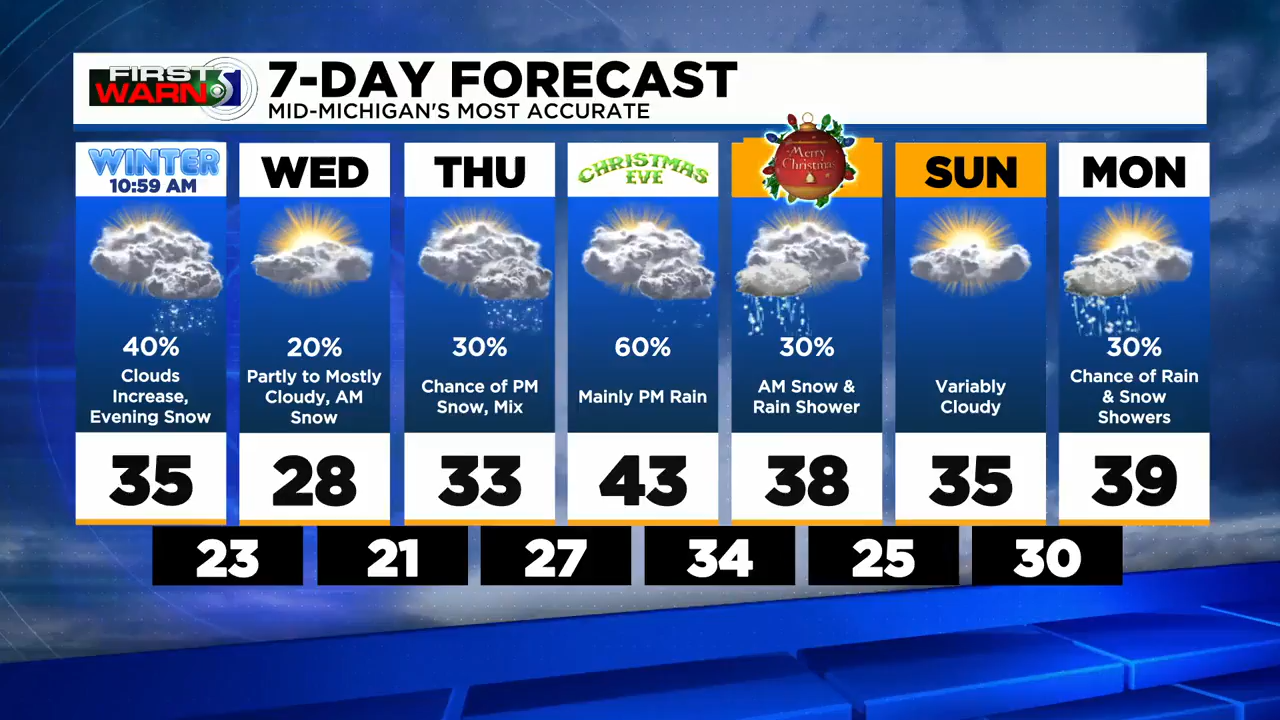 FIRST
WARN 5
7-DAY FORECAST
MID-MICHIGAN'S MOST ACCURATE
WINTER
10:59 AM
40%
Clouds
Increase,
Evening Snow
35
WED
20%
Partly to Mostly
Cloudy, AM
Snow
28
THU
30%
Chance of PM
Snow, Mix
33
CHRISTMAS
EVE
60%
Mainly PM Rain
43
Merry
Christmas
30%
AM Snow &
Rain Shower
38
SUN
Variably
Cloudy
35
MON
30%
Chance of Rain
& Snow
Showers
39
23
21
27
34
25
30